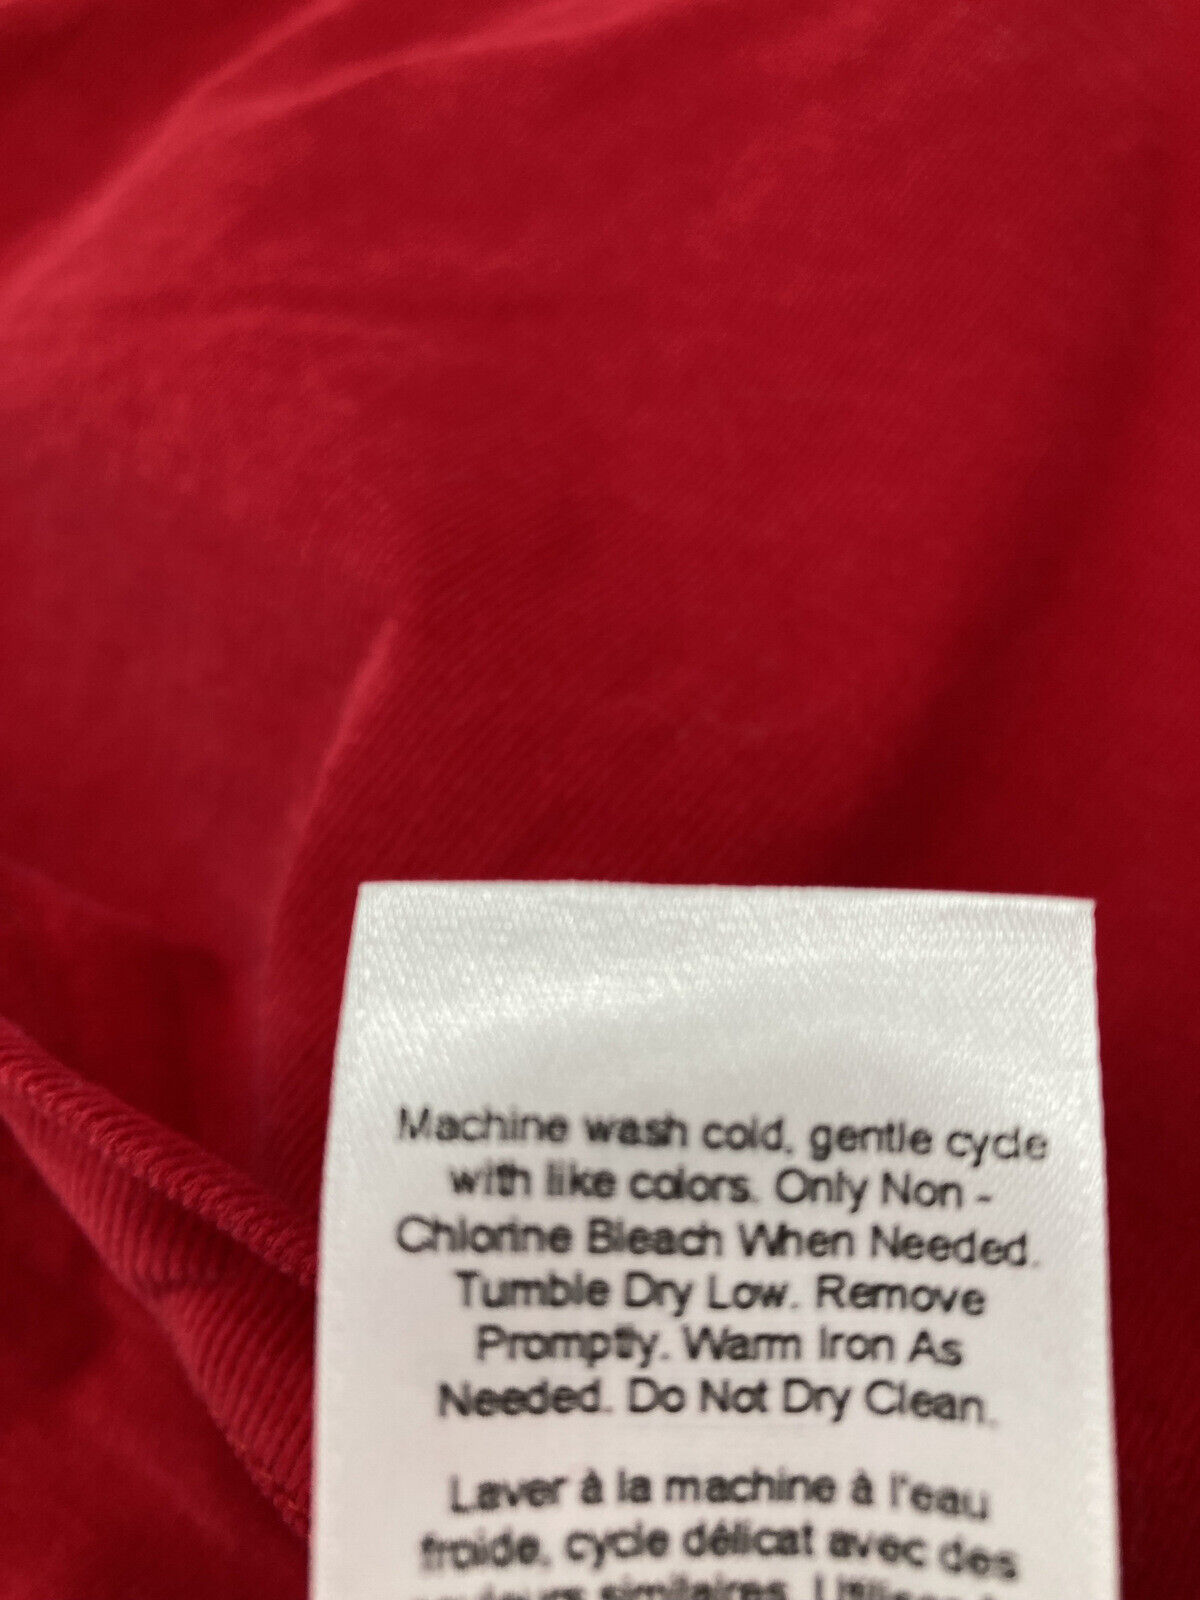 Machine wash cold, gentle cycle
with like colors. Only Non -
Chlorine Bleach When Needed.
Tumble Dry Low. Remove
Promptly. Warm Iron As
Needed. Do Not Dry Clean.
Laver à la machine à l'eau
froide, cycle délicat avec des
similaires.